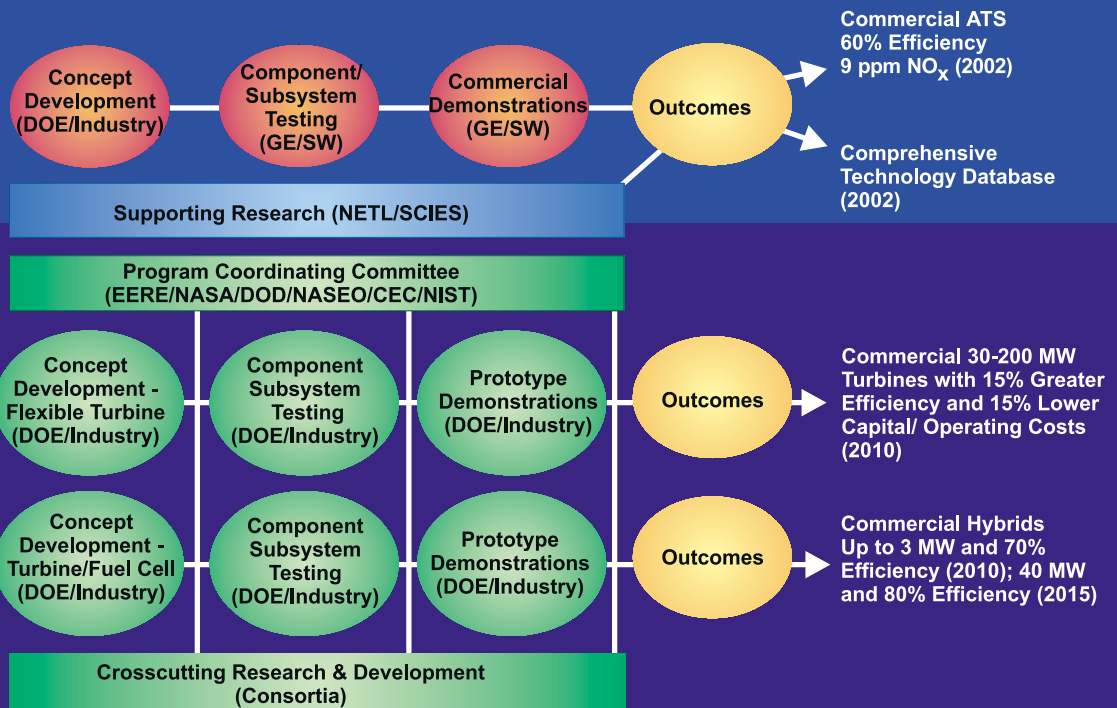 Concept
Development
(DOE/Industry)
Component/
Subsystem
Testing
(GE/SW)
Commercial
Demonstrations
(GE/SW)
Outcomes
Commercial ATS
60% Efficiency
9 ppm NOx (2002)
Comprehensive
Technology Database
(2002)
Supporting Research (NETL/SCIES)
Program Coordinating Committee
(EERE/NASA/DOD/NASEO/CEC/NIST)
Concept
Development -
Flexible Turbine
(DOE/Industry)
Component
Subsystem
Testing
(DOE/Industry)
Prototype
Demonstrations
(DOE/Industry)
Outcomes
Commercial 30-200 MW
Turbines with 15% Greater
Efficiency and 15% Lower
Capital/ Operating Costs
(2010)
Concept
Development -
Turbine/Fuel Cell
(DOE/Industry)
Component
Subsystem
Testing
(DOE/Industry)
Prototype
Demonstrations
(DOE/Industry)
Outcomes
Commercial Hybrids
Up to 3 MW and 70%
Efficiency (2010); 40 MW
and 80% Efficiency (2015)
Crosscutting Research & Development
(Consortia)